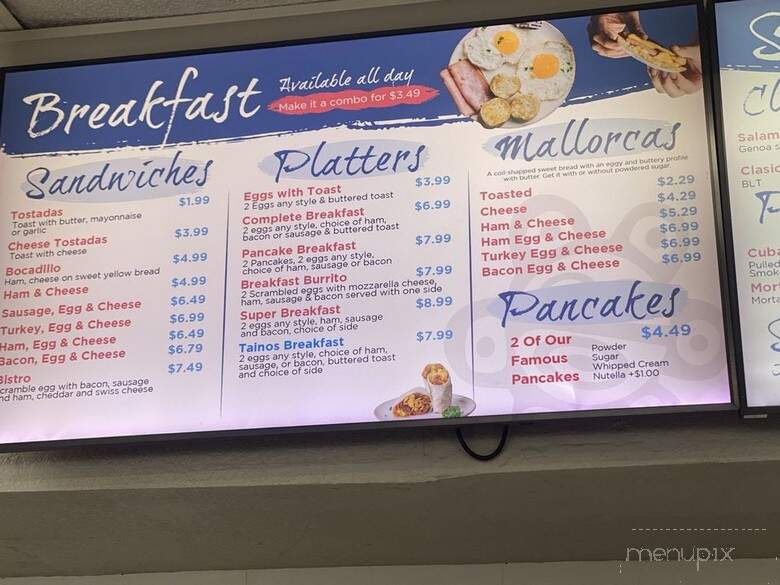 Breakfast
Available all day
Make it a combo for $3.49
Sandwiches
Tostadas $1.99
Toast with butter, mayonnaise
or garlic
Cheese Tostadas $3.99
Toast with cheese
Bocadillo $4.99
Ham, cheese on sweet yellow bread
Ham & Cheese $4.99
Sausage, Egg & Cheese $6.49
Turkey, Egg & Cheese $6.99
Ham, Egg & Cheese $6.49
Bacon, Egg & Cheese $6.79
Bistro $7.49
cramble egg with bacon, sausage
nd ham, cheddar and swiss cheese
Platters
Eggs with Toast $3.99
2 Eggs any style & buttered toast
Complete Breakfast $6.99
2 eggs any style, choice of ham,
bacon or sausage & buttered toast
Pancake Breakfast $7.99
2 Pancakes, 2 eggs any style,
choice of ham, sausage or bacon
Breakfast Burrito $7.99
2 Scrambled eggs with mozzarella cheese,
ham, sausage & bacon served with one side
Super Breakfast $8.99
2 eggs any style, ham, sausage
and bacon, choice of side
Tainos Breakfast $7.99
2 eggs any style, choice of ham,
sausage, or bacon, buttered toast
and choice of side
Mallorcas
A coil-shapped sweet bread with an eggy and buttery profile
with butter. Get it with or without powdered sugar.
Toasted $2.29
Cheese $4.29
Ham & Cheese $5.29
Ham Egg & Cheese $6.99
Turkey Egg & Cheese $6.99
Bacon Egg & Cheese $6.99
Pancakes
$4.49
2 Of Our
Famous
Pancakes
Powder
Sugar
Whipped Cream
Nutella +$1.00
S
Cl
Salam
Genoa s
Clasic
BLT
P
Cuba
Pulled
Smok
Mort
Mort
menupix